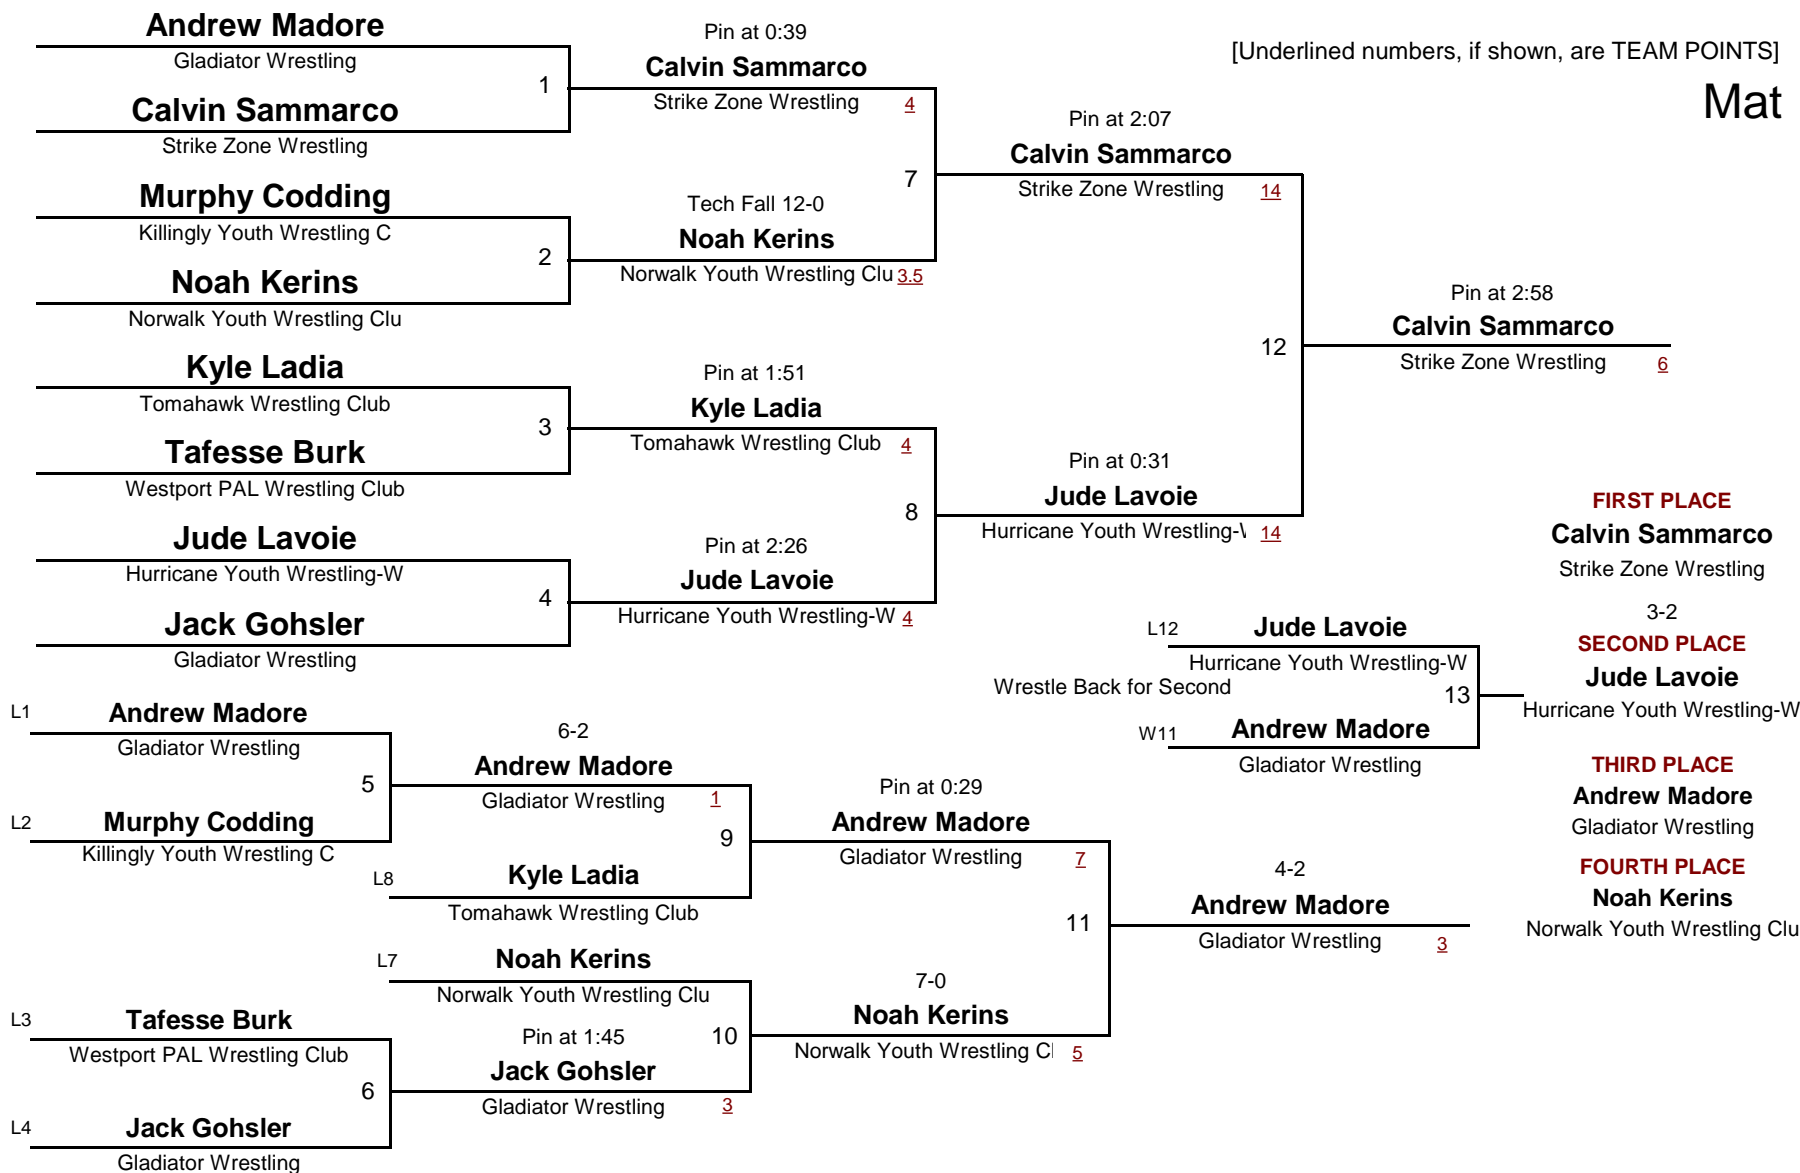 [Underlined numbers, if shown, are TEAM POINTS]
Mat
Andrew Madore
Gladiator Wrestling
1
Calvin Sammarco
Strike Zone Wrestling
Murphy Codding
Killingly Youth Wrestling C
2
Noah Kerins
Norwalk Youth Wrestling Clu
Kyle Ladia
Tomahawk Wrestling Club
3
Tafesse Burk
Westport PAL Wrestling Club
Jude Lavoie
Hurricane Youth Wrestling-W
4
Jack Gohsler
Gladiator Wrestling
Pin at 0:39
Calvin Sammarco
Strike Zone Wrestling 4
7
Tech Fall 12-0
Noah Kerins
Norwalk Youth Wrestling Clu 3.5
Pin at 1:51
Kyle Ladia
Tomahawk Wrestling Club 4
8
Pin at 2:26
Jude Lavoie
Hurricane Youth Wrestling-W 4
Pin at 2:07
Calvin Sammarco
Strike Zone Wrestling 14
12
Pin at 0:31
Jude Lavoie
Hurricane Youth Wrestling-\ 14
Pin at 2:58
Calvin Sammarco
Strike Zone Wrestling 6
L1 Andrew Madore
Gladiator Wrestling
5
L2 Murphy Codding
Killingly Youth Wrestling C
L3 Tafesse Burk
Westport PAL Wrestling Club
6
L4 Jack Gohsler
Gladiator Wrestling
6-2
Andrew Madore
Gladiator Wrestling 1
9
L8 Kyle Ladia
Tomahawk Wrestling Club
L7 Noah Kerins
Norwalk Youth Wrestling Clu
Pin at 1:45 10
Jack Gohsler
Gladiator Wrestling 3
Pin at 0:29
Andrew Madore
Gladiator Wrestling 7
11
7-0
Noah Kerins
Norwalk Youth Wrestling Cl 5
4-2
Andrew Madore
Gladiator Wrestling 3
L12 Jude Lavoie
Hurricane Youth Wrestling-W
Wrestle Back for Second 13
W11 Andrew Madore
Gladiator Wrestling
FIRST PLACE
Calvin Sammarco
Strike Zone Wrestling
3-2
SECOND PLACE
Jude Lavoie
Hurricane Youth Wrestling-W
THIRD PLACE
Andrew Madore
Gladiator Wrestling
FOURTH PLACE
Noah Kerins
Norwalk Youth Wrestling Clu